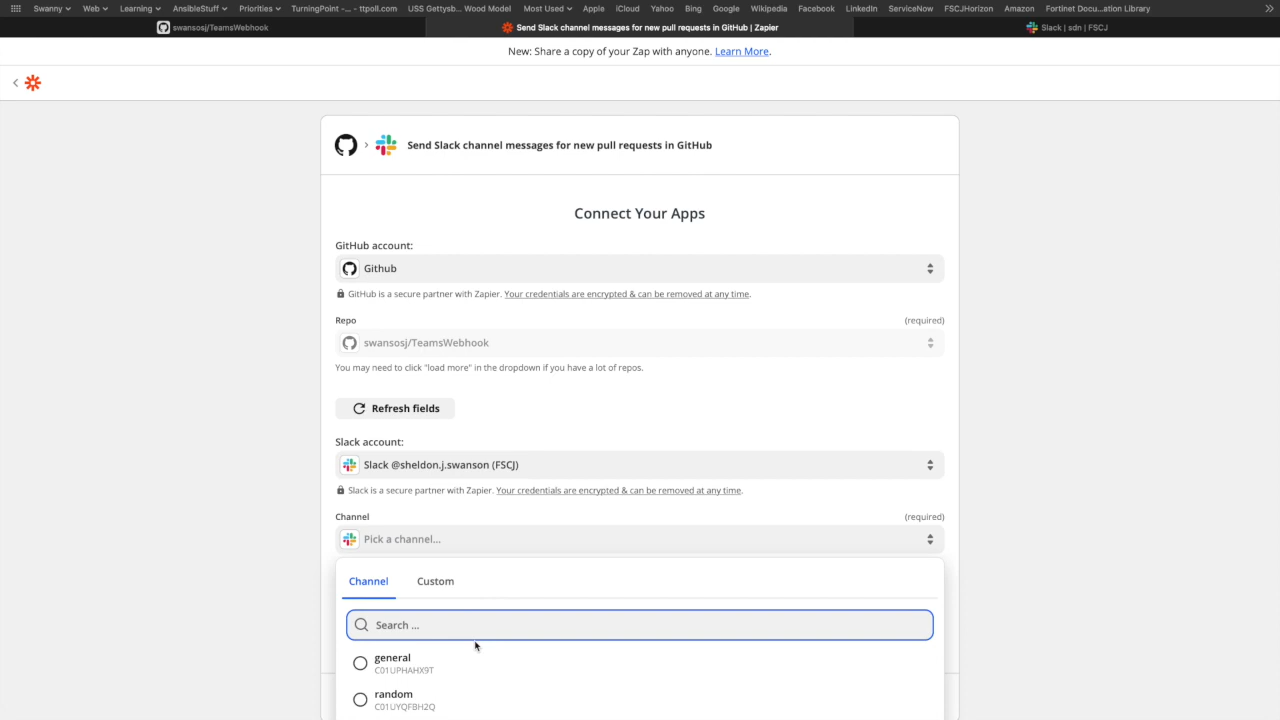 Swanny Web Learning AnsibleStuff Priorities TurningPoint -... - ttpoll.com USS Gettysb... Wood Model Most Used Apple iCloud Yahoo Bing Google Wikipedia Facebook LinkedIn ServiceNow FSCJHorizon Amazon Fortinet Docu...ation Library
swansosj/TeamsWebhook Send Slack channel messages for new pull requests in GitHub | Zapier Slack | sdn | FSCJ
New: Share a copy of your Zap with anyone. Learn More.
Send Slack channel messages for new pull requests in GitHub
Connect Your Apps
GitHub account:
Github
GitHub is a secure partner with Zapier. Your credentials are encrypted & can be removed at any time.
Repo (required)
swansosj/TeamsWebhook
You may need to click "load more" in the dropdown if you have a lot of repos.
Refresh fields
Slack account:
Slack @sheldon.j.swanson (FSCJ)
Slack is a secure partner with Zapier. Your credentials are encrypted & can be removed at any time.
Channel (required)
Pick a channel...
Channel Custom
Search ...
general
C01UPHAHX9T
random
C01UYQFBH2Q